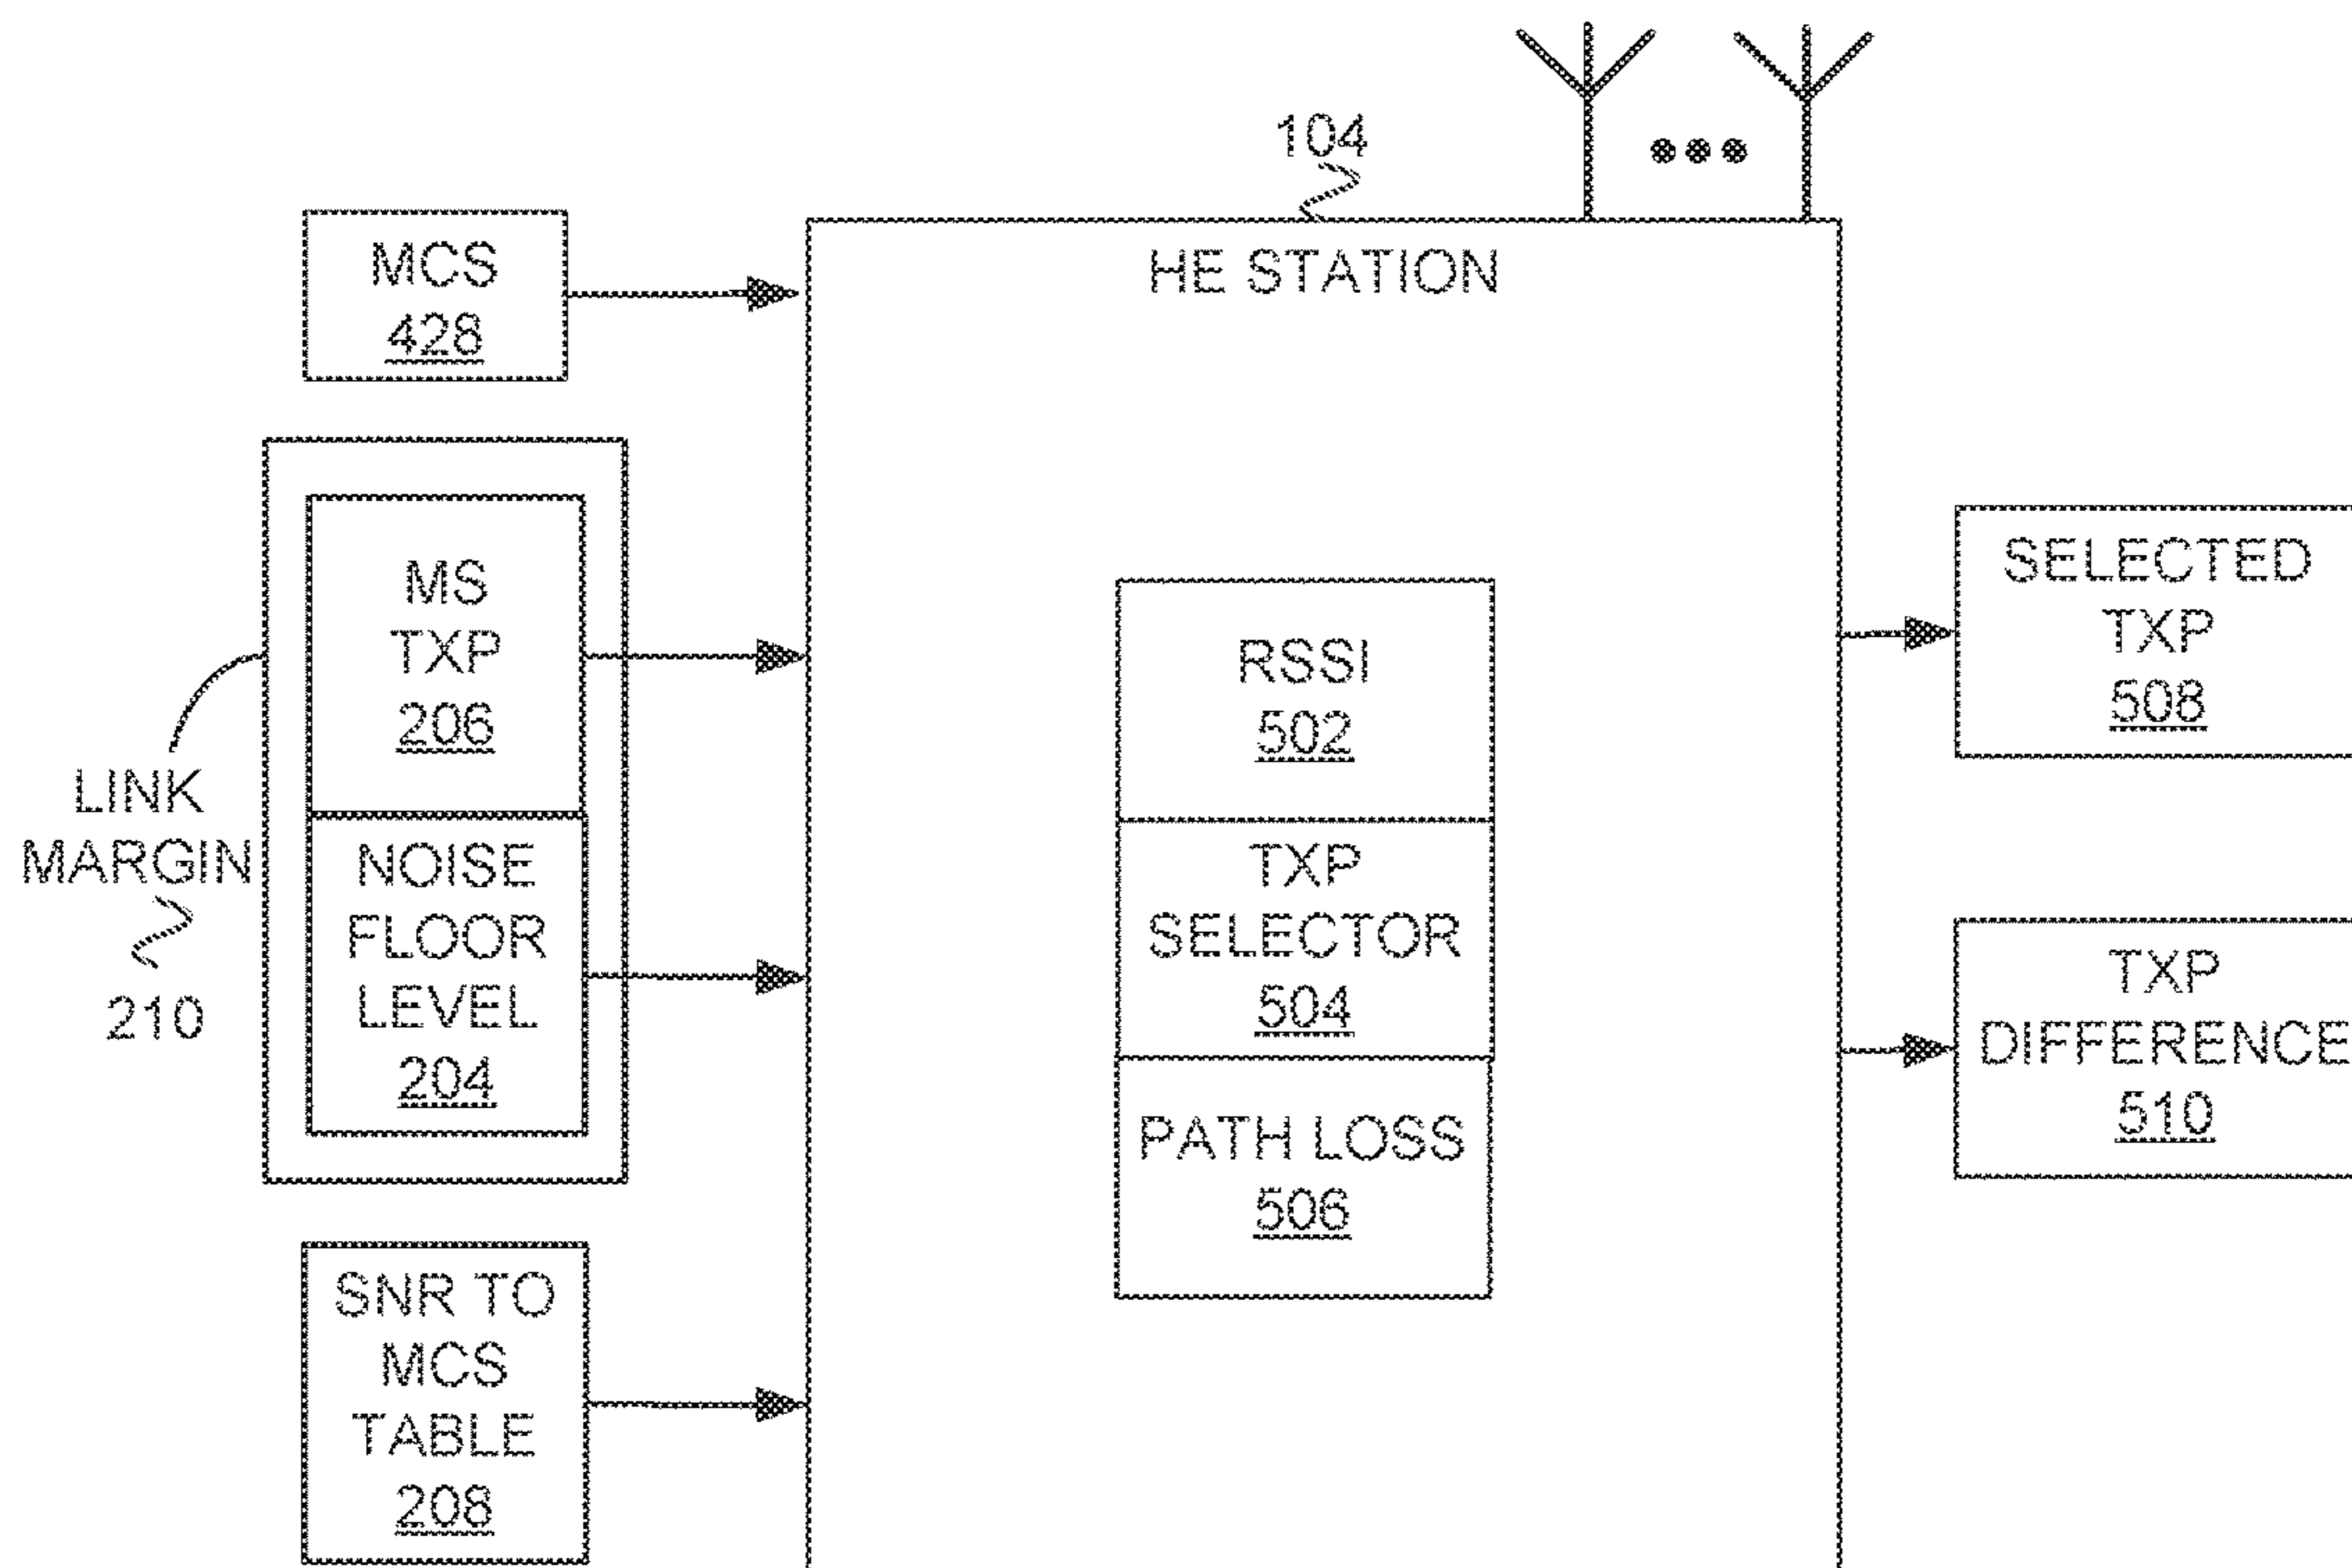 104
HE STATION
MCS
428
MS
TXP
206
NOISE
FLOOR
LEVEL
204
LINK
MARGIN
210
SNR TO
MCS
TABLE
208
RSSI
502
TXP
SELECTOR
504
PATH LOSS
506
SELECTED
TXP
508
TXP
DIFFERENCE
510